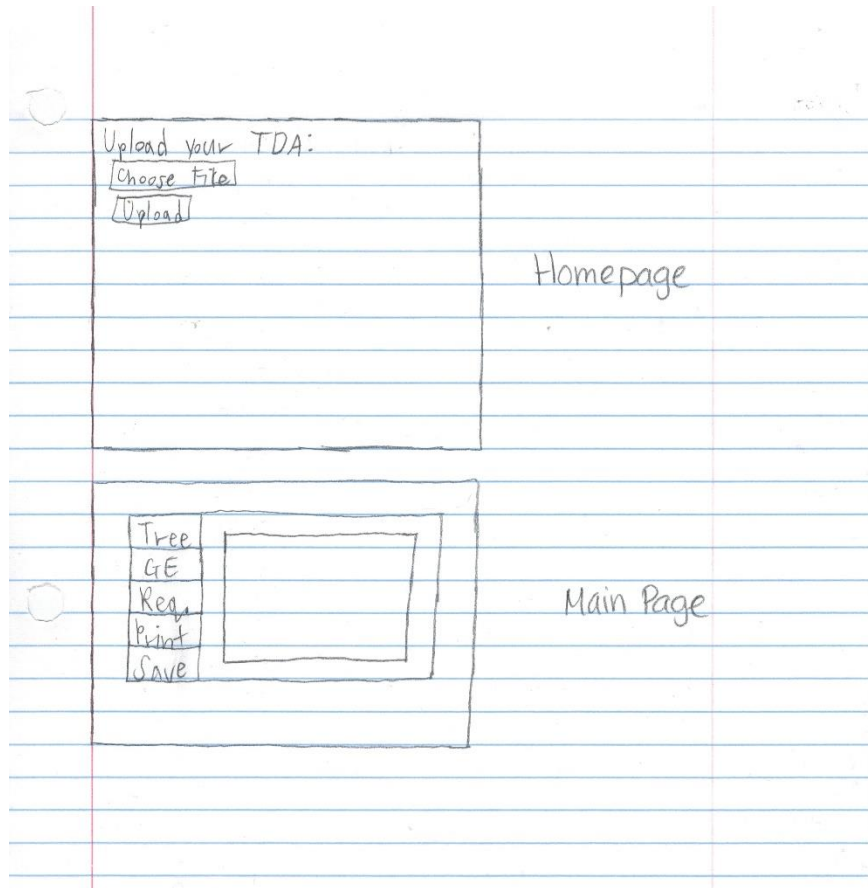 Upload your TDA:
Choose File
Upload
Homepage
Tree
GE
Req.
Print
Save
Main Page